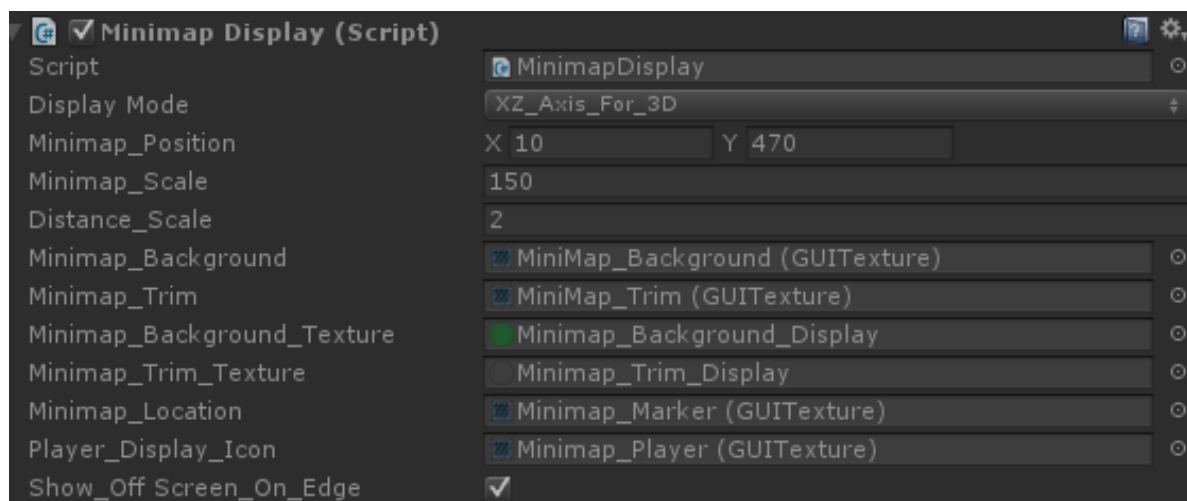 Minimap Display (Script)
Script MinimapDisplay
Display Mode XZ_Axis_For_3D
Minimap_Position X 10 Y 470
Minimap_Scale 150
Distance_Scale 2
Minimap_Background MiniMap_Background (GUITexture)
Minimap_Trim MiniMap_Trim (GUITexture)
Minimap_Background_Texture Minimap_Background_Display
Minimap_Trim_Texture Minimap_Trim_Display
Minimap_Location Minimap_Marker (GUITexture)
Player_Display_Icon Minimap_Player (GUITexture)
Show_Off Screen_On_Edge